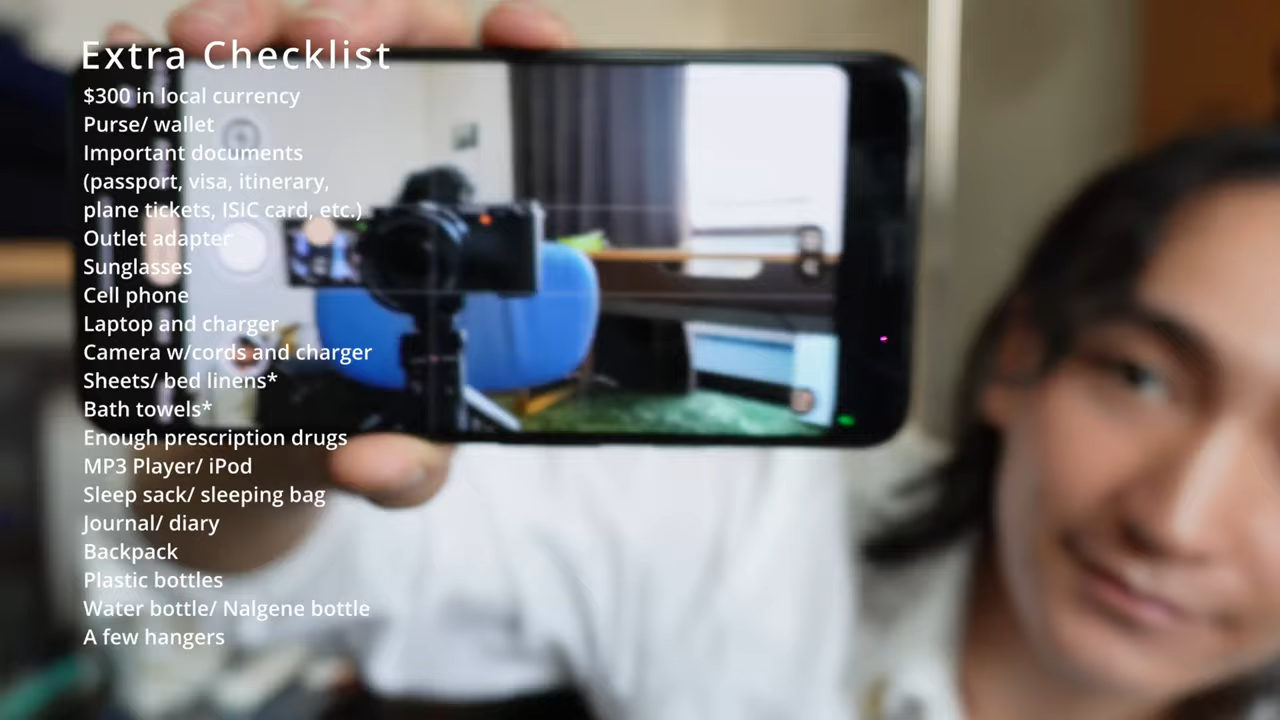 Extra Checklist
$300 in local currency
Purse/ wallet
Important documents
(passport, visa, itinerary,
plane tickets, ISIC card, etc.)
Outlet adapter
Sunglasses
Cell phone
Laptop and charger
Camera w/cords and charger
Sheets/ bed linens*
Bath towels*
Enough prescription drugs
MP3 Player/ iPod
Sleep sack/ sleeping bag
Journal/ diary
Backpack
Plastic bottles
Water bottle/ Nalgene bottle
A few hangers